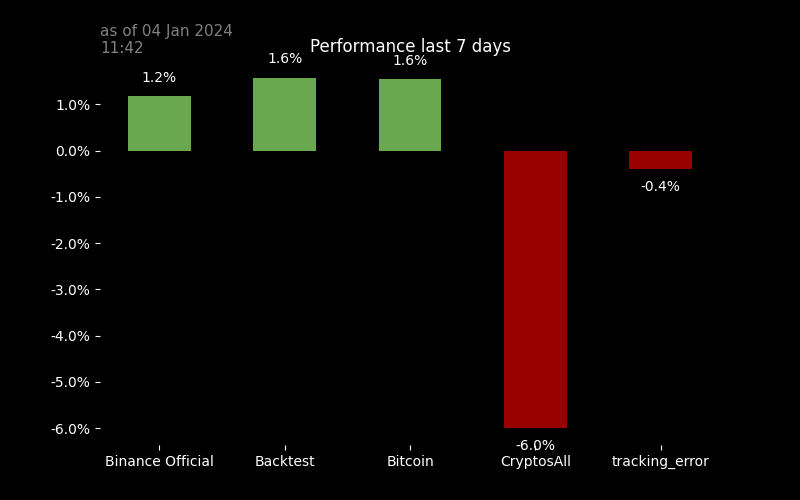 as of 04 Jan 2024
11:42
Performance last 7 days
1.2%
1.6%
1.6%
-6.0%
-0.4%
1.0%
0.0%
-1.0%
-2.0%
-3.0%
-4.0%
-5.0%
-6.0%
Binance Official
Backtest
Bitcoin
CryptosAll
tracking_error